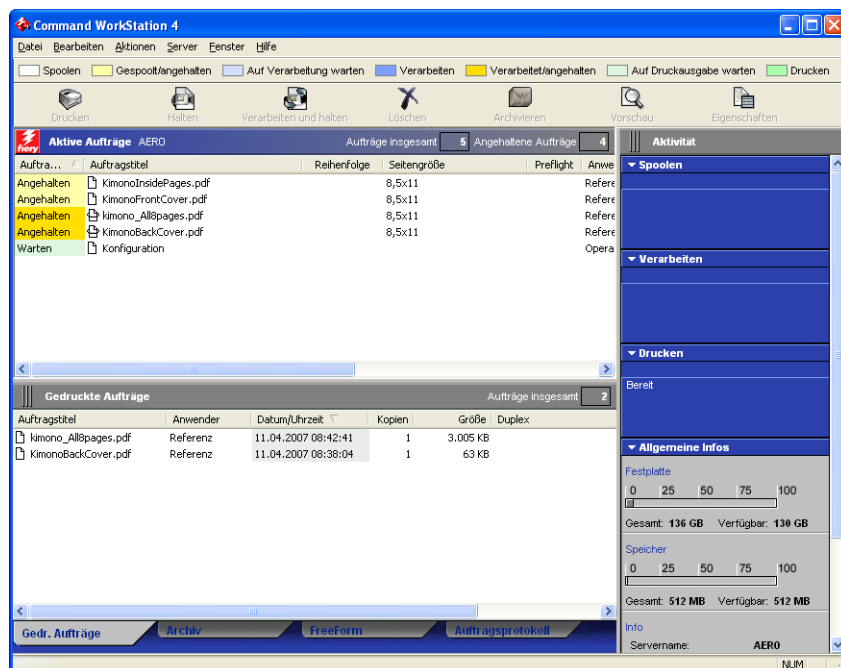 Command WorkStation 4
Datei Bearbeiten Aktionen Server Fenster Hilfe
Spoolen Gespoolt/angehalten Auf Verarbeitung warten Verarbeiten Verarbeitet/angehalten Auf Druckausgabe warten Drucken
Drucken Halten Verarbeiten und halten Löschen Archivieren Vorschau Eigenschaften
fiery Aktive Aufträge AERO Aufträge insgesamt 5 Angehaltene Aufträge 4
Auftra... Auftragstitel Reihenfolge Seitengröße Preflight Anwe
Angehalten KimonoInsidePages.pdf 8,5x11 Refere
Angehalten KimonoFrontCover.pdf 8,5x11 Refere
Angehalten kimono_All8pages.pdf 8,5x11 Refere
Angehalten KimonoBackCover.pdf 8,5x11 Refere
Warten Konfiguration Opera
Gedruckte Aufträge Aufträge insgesamt 2
Auftragstitel Anwender Datum/Uhrzeit Kopien Größe Duplex
kimono_All8pages.pdf Referenz 11.04.2007 08:42:41 1 3.005 KB
KimonoBackCover.pdf Referenz 11.04.2007 08:38:04 1 63 KB
Gedr. Aufträge Archiv FreeForm Auftragsprotokoll
Aktivität
Spoolen
Verarbeiten
Drucken
Bereit
Allgemeine Infos
Festplatte
0 25 50 75 100
Gesamt: 136 GB Verfügbar: 130 GB
Speicher
0 25 50 75 100
Gesamt: 512 MB Verfügbar: 512 MB
Info
Servername: AERO
NUM